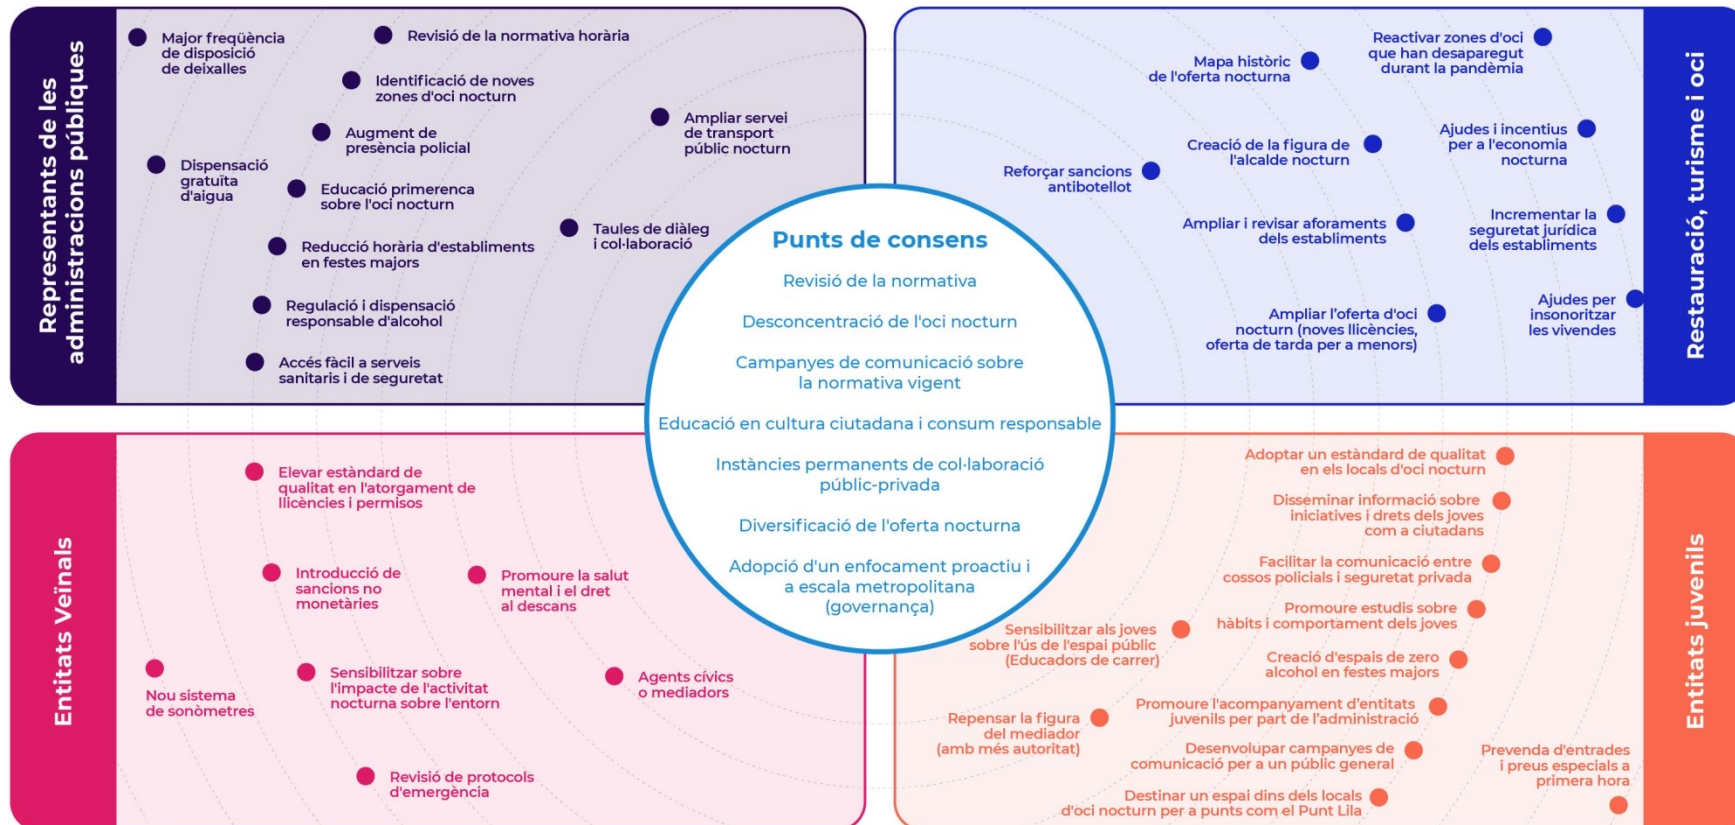 Representants de les
administracions públiques
Major freqüència
de disposició
de deixalles
Revisió de la normativa horària
Identificació de noves
zones d'oci nocturn
Augment de
presència policial
Ampliar servei
de transport
públic nocturn
Dispensació
gratuïta
d'aigua
Educació primerenca
sobre l'oci nocturn
Taules de diàleg
i col·laboració
Reducció horària d'establiments
en festes majors
Regulació i dispensació
responsable d'alcohol
Accés fàcil a serveis
sanitaris i de seguretat
Restauració, turisme i oci
Reactivar zones d'oci
que han desaparegut
durant la pandèmia
Mapa històric
de l'oferta nocturna
Ajudes i incentius
per a l'economia
nocturna
Creació de la figura de
l'alcalde nocturn
Reforçar sancions
antibotellot
Ampliar i revisar aforaments
dels establiments
Incrementar la
seguretat jurídica
dels establiments
Ampliar l’oferta d'oci
nocturn (noves llicències,
oferta de tarda per a menors)
Ajudes per
insonoritzar
les vivendes
Punts de consens
Revisió de la normativa
Desconcentració de l'oci nocturn
Campanyes de comunicació sobre
la normativa vigent
Educació en cultura ciutadana i consum responsable
Instàncies permanents de col·laboració
públic-privada
Diversificació de l'oferta nocturna
Adopció d'un enfocament proactiu i
a escala metropolitana
(governança)
Entitats Veïnals
Elevar estàndard de
qualitat en l'atorgament de
llicències i permisos
Introducció de
sancions no
monetàries
Promoure la salut
mental i el dret
al descans
Nou sistema
de sonòmetres
Sensibilitzar sobre
l'impacte de l'activitat
nocturna sobre l'entorn
Agents cívics
o mediadors
Revisió de protocols
d'emergència
Entitats juvenils
Adoptar un estàndard de qualitat
en els locals d'oci nocturn
Disseminar informació sobre
iniciatives i drets dels joves
com a ciutadans
Facilitar la comunicació entre
cossos policials i seguretat privada
Promoure estudis sobre
hàbits i comportament dels joves
Sensibilitzar als joves
sobre l'ús de l'espai públic
(Educadors de carrer)
Creació d'espais de zero
alcohol en festes majors
Promoure l'acompanyament d’entitats
juvenils per part de l’administració
Repensar la figura
del mediador
(amb més autoritat)
Desenvolupar campanyes de
comunicació per a un públic general
Prevenda d'entrades
i preus especials a
primera hora
Destinar un espai dins dels locals
d'oci nocturn per a punts com el Punt Lila